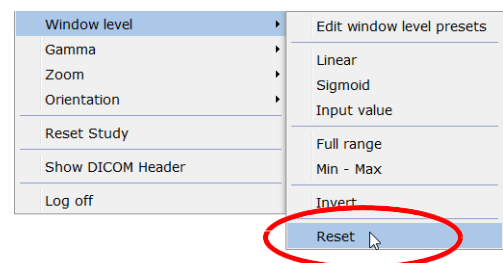 Window level
Gamma
Zoom
Orientation
Reset Study
Show DICOM Header
Log off
Edit window level presets
Linear
Sigmoid
Input value
Full range
Min - Max
Invert
Reset